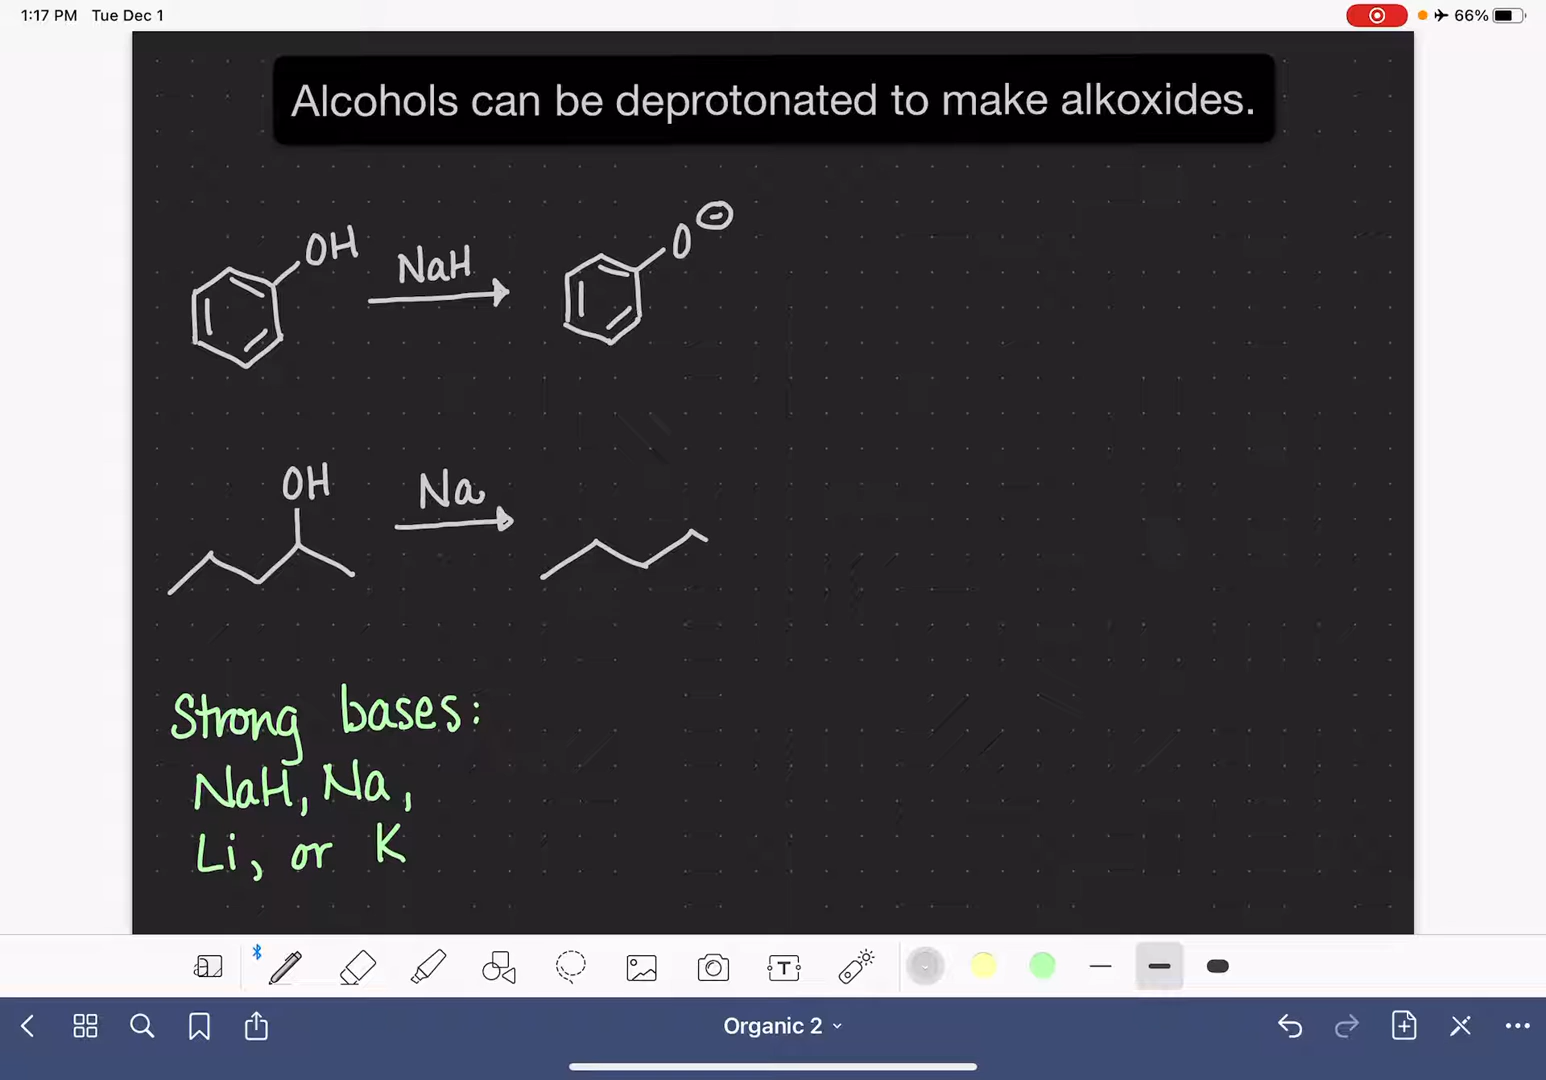 1:17 PM Tue Dec 1
66%
Alcohols can be deprotonated to make alkoxides.
OH
NaH
O
OH
Na
Strong bases:
NaH, Na,
Li, or K
T
Organic 2